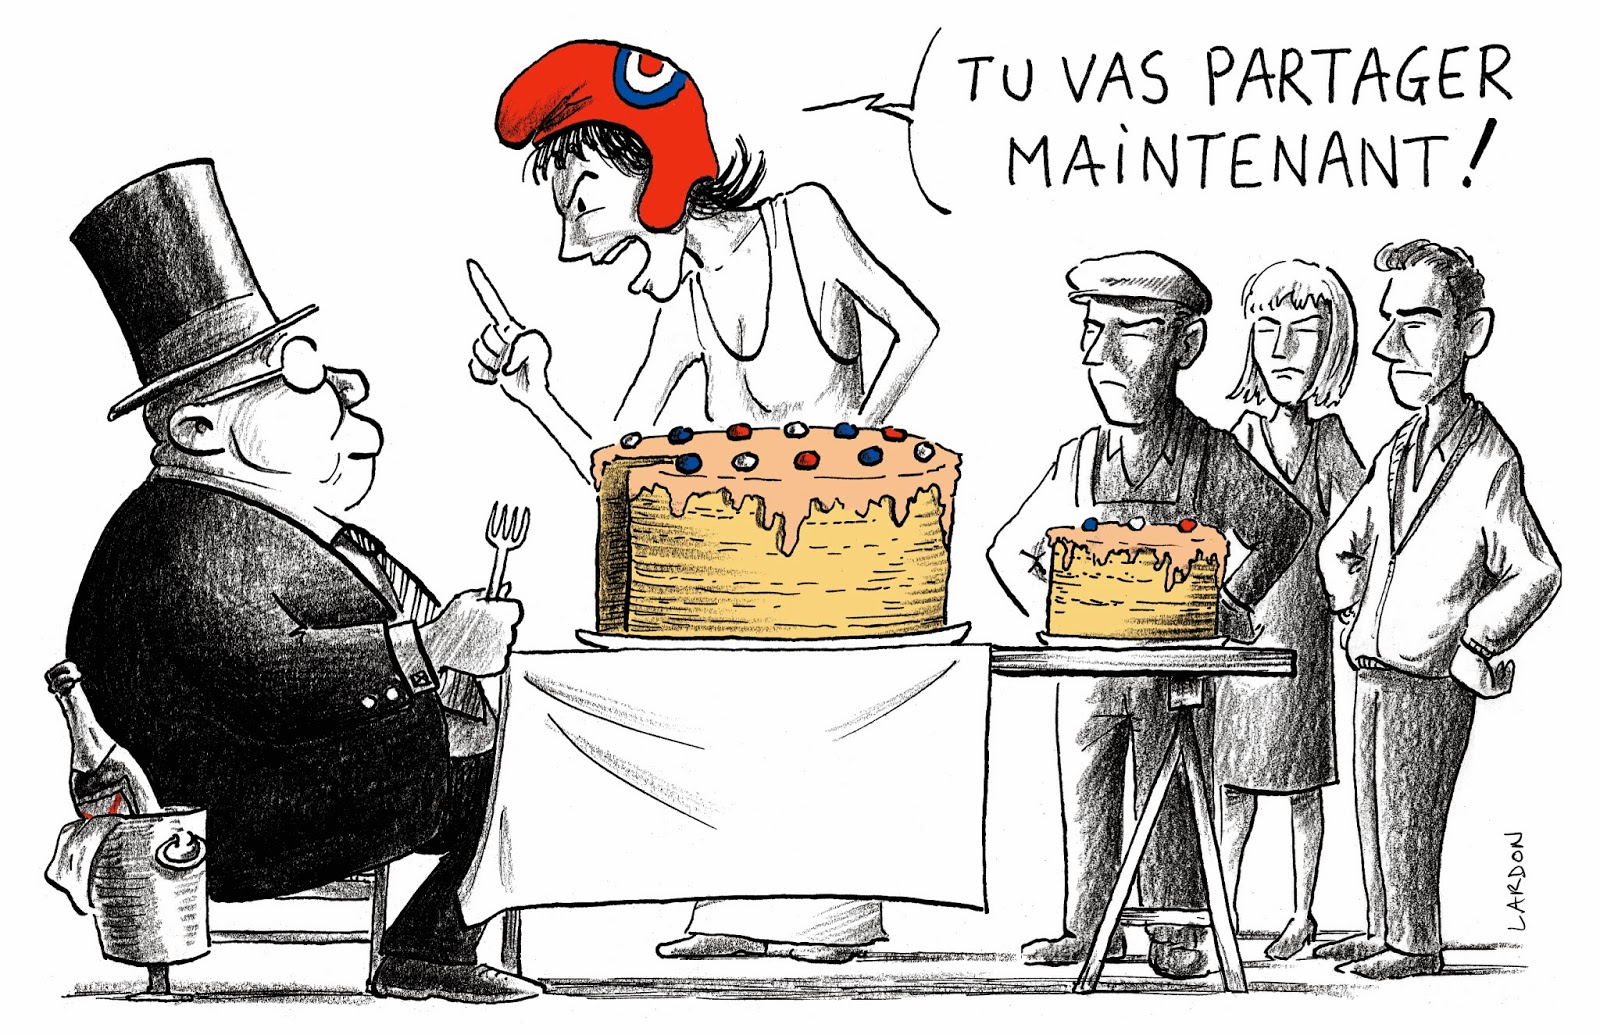 TU VAS PARTAGER
MAiNTENANT !
LARDON